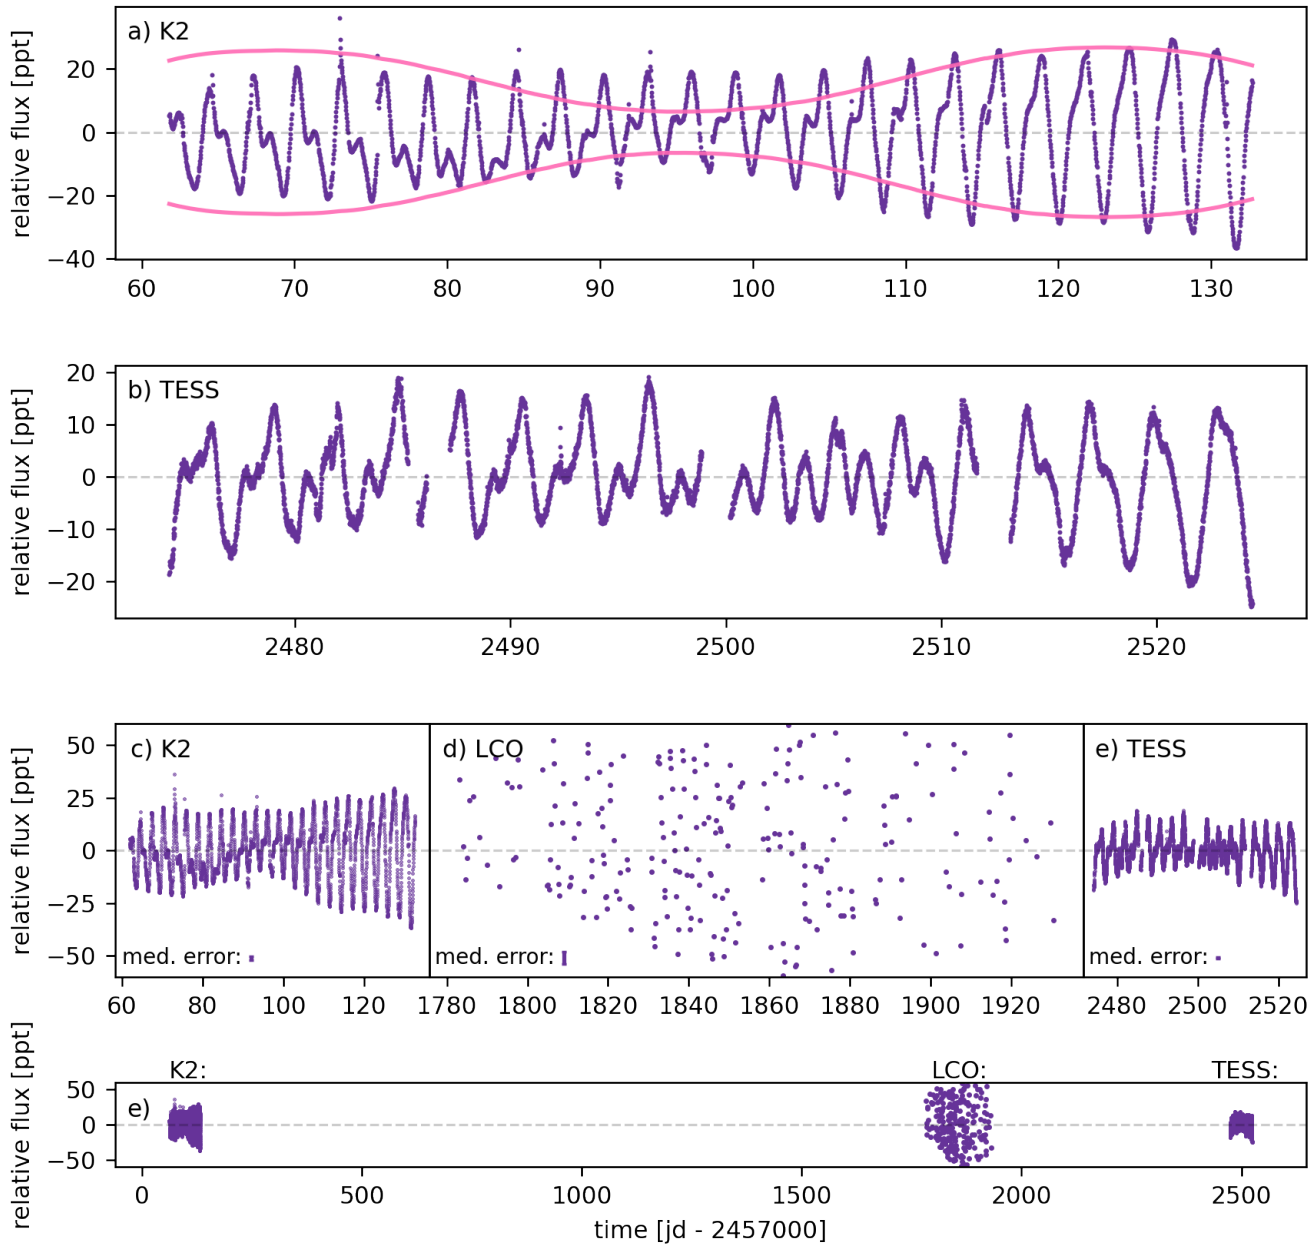 a) K2
relative flux [ppt]
20
0
−20
−40
60 70 80 90 100 110 120 130
b) TESS
relative flux [ppt]
20
10
0
−10
−20
2480 2490 2500 2510 2520
c) K2 d) LCO e) TESS
relative flux [ppt]
50
25
0
−25
−50
med. error: med. error: med. error:
60 80 100 120 1780 1800 1820 1840 1860 1880 1900 1920 2480 2500 2520
K2: LCO: TESS:
e)
relative flux [ppt]
50
0
−50
0 500 1000 1500 2000 2500
time [jd - 2457000]